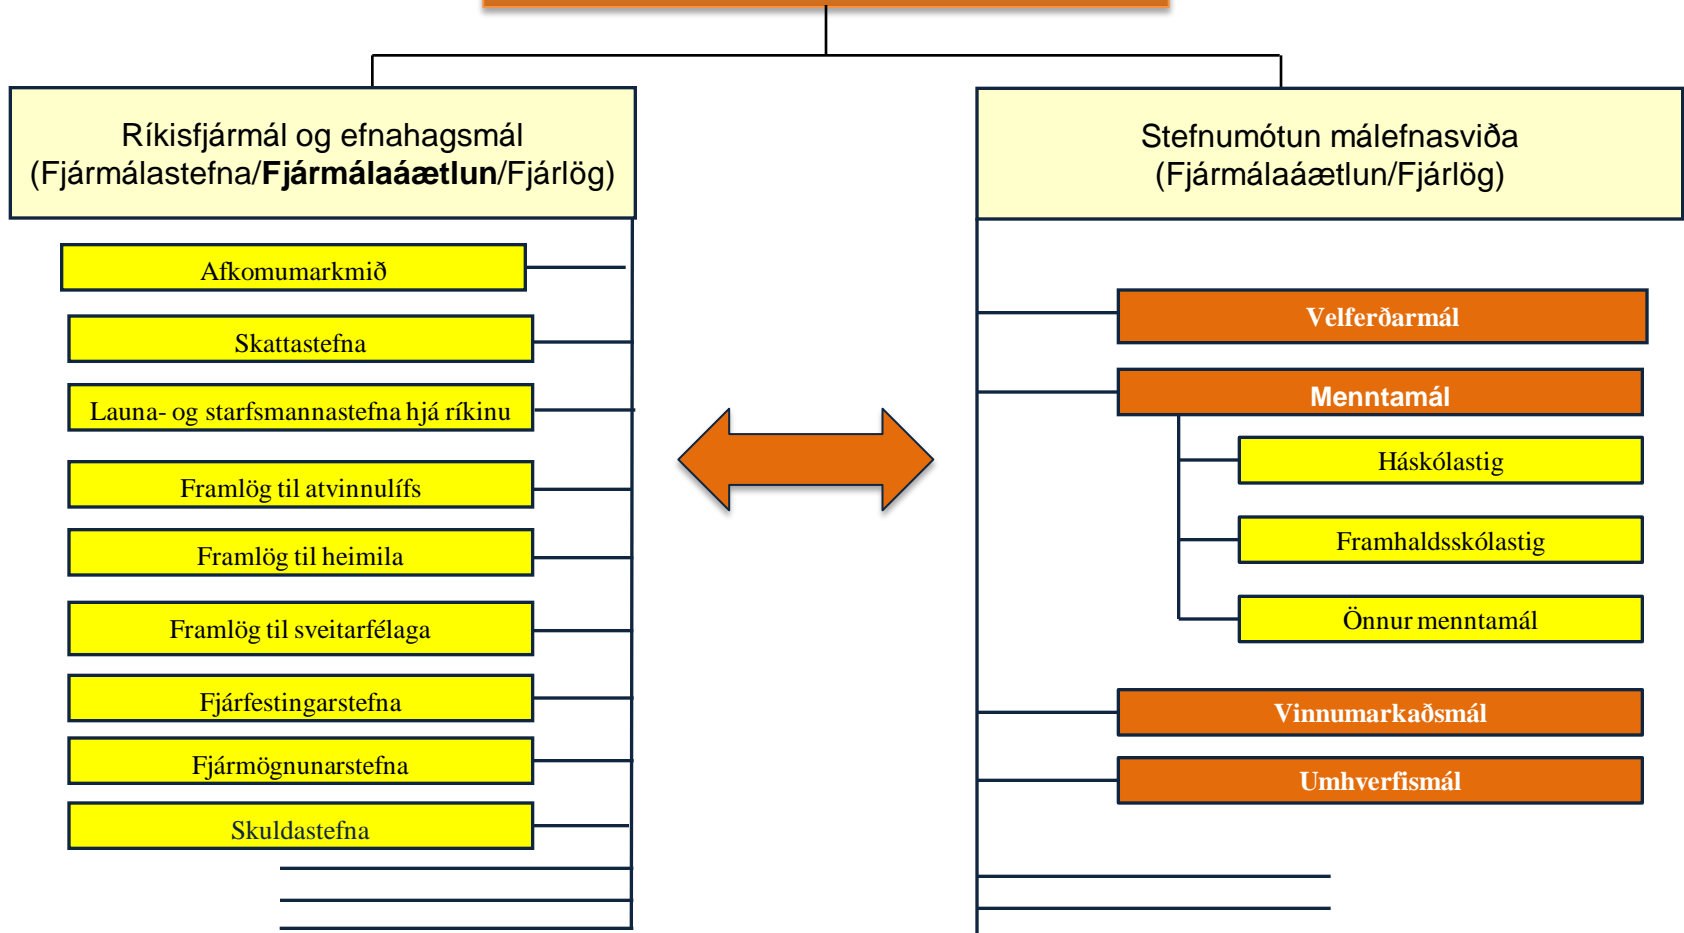 Ríkisfjármál og efnahagsmál
(Fjármálastefna/Fjármálaáætlun/Fjárlög)
Afkomumarkmið
Skattastefna
Launa- og starfsmannastefna hjá ríkinu
Framlög til atvinnulífs
Framlög til heimila
Framlög til sveitarfélaga
Fjárfestingarstefna
Fjármögnunarstefna
Skuldastefna
Stefnumótun málefnasviða
(Fjármálaáætlun/Fjárlög)
Velferðarmál
Menntamál
Háskólastig
Framhaldsskólastig
Önnur menntamál
Vinnumarkaðsmál
Umhverfismál